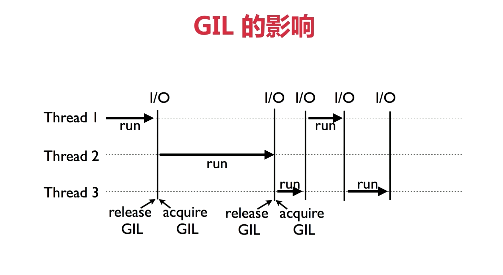 GIL 的影响
I/O I/O I/O I/O I/O
Thread 1 run run
Thread 2 run
Thread 3 run run
release GIL
acquire GIL
release GIL
acquire GIL